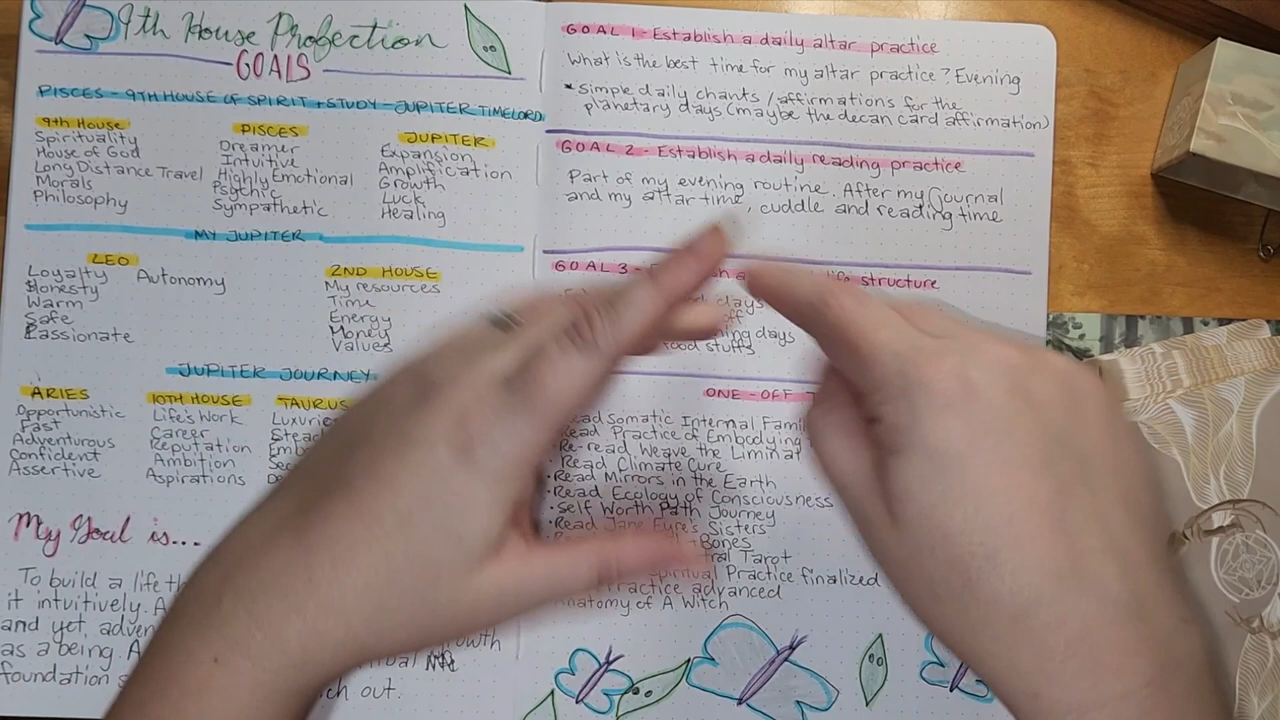 9th House Profection
GOALS
PISCES - 9TH HOUSE OF SPIRIT + STUDY - JUPITER TIMELORD
9th House
Spirituality
House of God
Long Distance Travel
Morals
Philosophy
PISCES
Dreamer
Intuitive
Highly Emotional
Psychic
Sympathetic
JUPITER
Expansion
Amplification
Growth
Luck
Healing
MY JUPITER
LEO
Loyalty Autonomy
Honesty
Warm
Safe
Passionate
2ND HOUSE
My resources
Time
Energy
Money
Values
JUPITER JOURNEY
ARIES
Opportunistic
Fast
Adventurous
Confident
Assertive
10TH HOUSE
Life's Work
Career
Reputation
Ambition
Aspirations
TAURUS
My Goal is...
To build a life
it intuitively.
and yet,
as a being.
foundation
out.
GOAL 1 - Establish a daily altar practice
What is the best time for my altar practice? Evening
* Simple daily chants / affirmations for the
planetary days (maybe the decan card affirmation)
GOAL 2 - Establish a daily reading practice
Part of my evening routine. After my journal
and my altar time, cuddle and reading time
GOAL 3 - life structure
days
off
days
food stuffs
ONE-OFF
Read Somatic Internal
Read Practice of Embodying
Re-read Weave the Liminal
· Read Climate Cure
· Read Mirrors in the Earth
· Read Ecology of Consciousness
· Self Worth Path Journey
· Read Jane Eyre's Sisters
+ Bones
Tarot
Spiritual Practice finalized
Practice advanced
Anatomy of A Witch